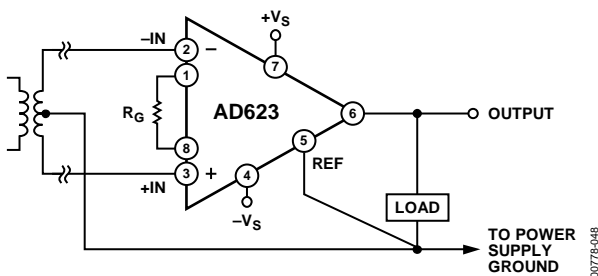 +VS
–IN
2
–
7
1
RG
AD623
6
OUTPUT
5
8
REF
3
+
4
+IN
–VS
LOAD
TO POWER
SUPPLY
GROUND
00778-048